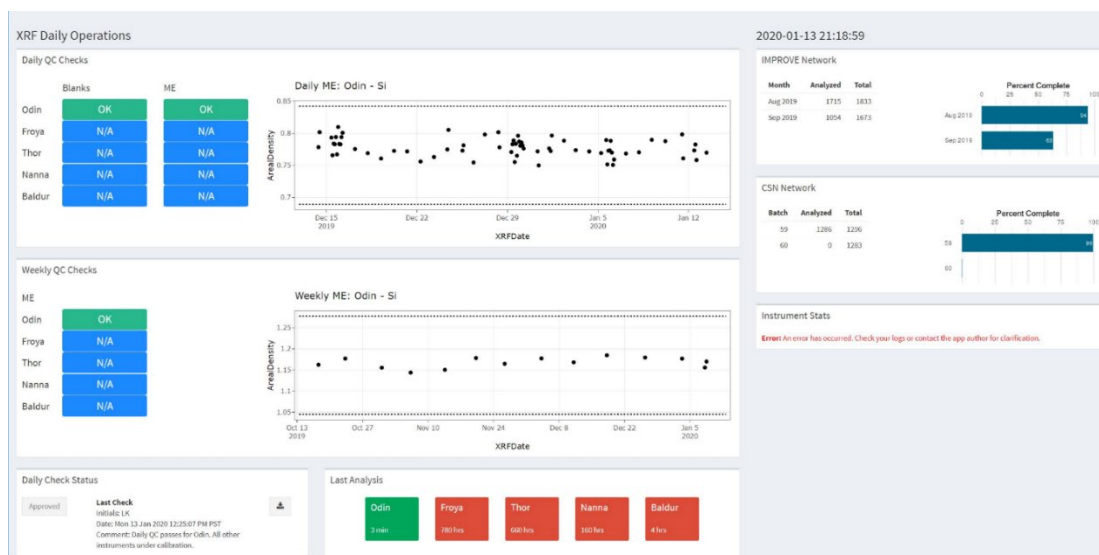 XRF Daily Operations
2020-01-13 21:18:59
Daily QC Checks
Blanks ME
Odin OK OK
Froya N/A N/A
Thor N/A N/A
Nanna N/A N/A
Baldur N/A N/A
Daily ME: Odin - Si
0.85
0.8
0.75
0.7
ArealDensity
Dec 15 Dec 22 Dec 29 Jan 5 Jan 12
2019 2020
XRFDate
Weekly QC Checks
ME
Odin OK
Froya N/A
Thor N/A
Nanna N/A
Baldur N/A
Weekly ME: Odin - Si
1.25
1.2
1.15
1.1
1.05
ArealDensity
Oct 13 Oct 27 Nov 10 Nov 24 Dec 8 Dec 22 Jan 5
2019 2020
XRFDate
Daily Check Status
Approved
Last Check
Initials: LK
Date: Mon 13 Jan 2020 12:25:07 PM PST
Comment: Daily QC passes for Odin. All other
instruments under calibration.
Last Analysis
Odin Froya Thor Nanna Baldur
3 min 780 hrs 660 hrs 160 hrs 4 hrs
IMPROVE Network
Month Analyzed Total
Aug 2019 1715 1833
Sep 2019 1054 1673
Percent Complete
0 25 50 75 100
Aug 2019 94
Sep 2019 63
CSN Network
Batch Analyzed Total
59 1286 1296
60 0 1283
Percent Complete
0 25 50 75 100
59 99
60
Instrument Stats
Error! An error has occurred. Check your logs or contact the app author for clarification.